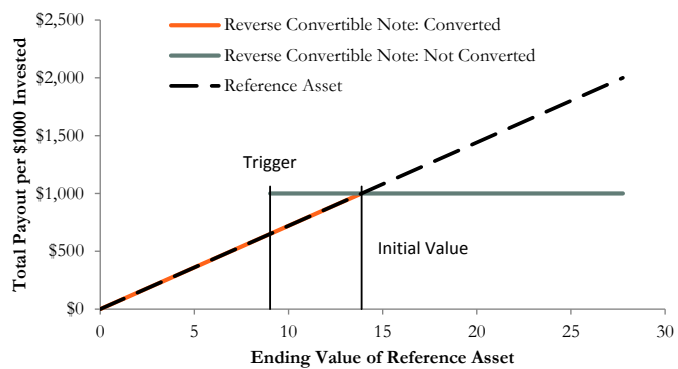 $2,500
$2,000
$1,500
$1,000
$500
$0
Total Payout per $1000 Invested
Reverse Convertible Note: Converted
Reverse Convertible Note: Not Converted
Reference Asset
Trigger
Initial Value
0 5 10 15 20 25 30
Ending Value of Reference Asset